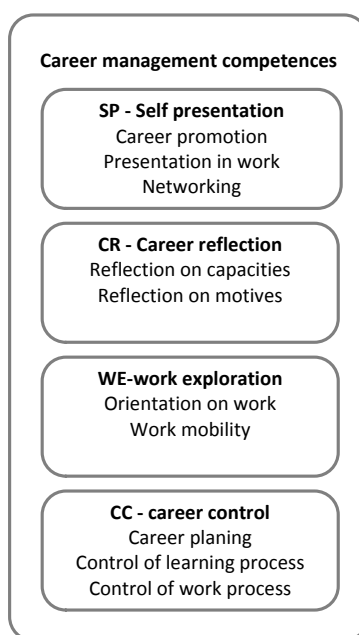 Career management competences
SP - Self presentation
Career promotion
Presentation in work
Networking
CR - Career reflection
Reflection on capacities
Reflection on motives
WE-work exploration
Orientation on work
Work mobility
CC - career control
Career planing
Control of learning process
Control of work process